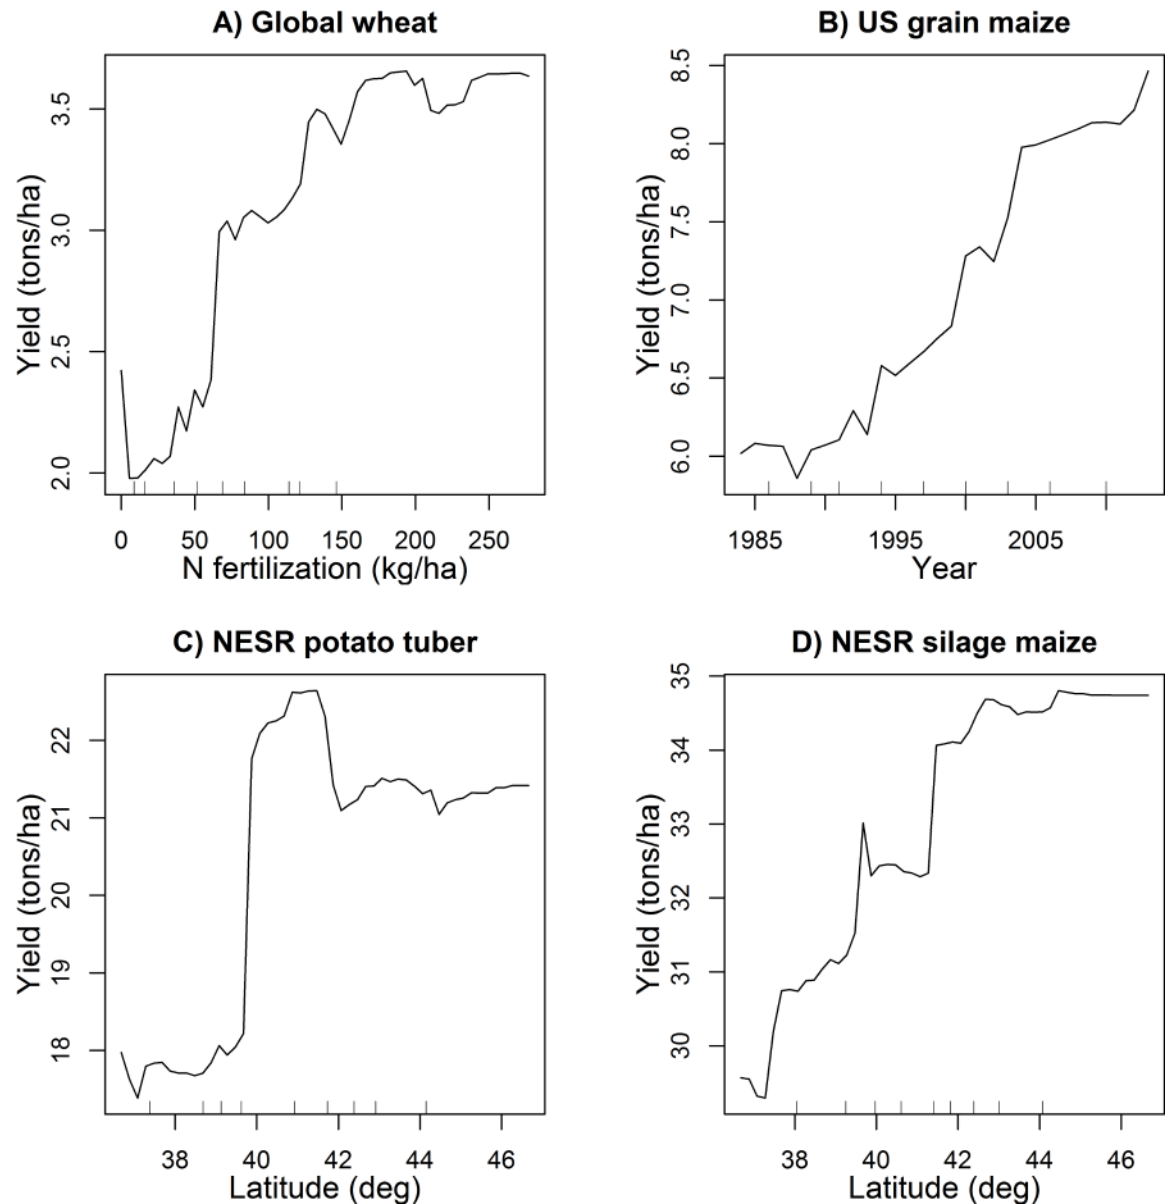 A) Global wheat
Yield (tons/ha)
3.5
3.0
2.5
2.0
0 50 100 150 200 250
N fertilization (kg/ha)
B) US grain maize
Yield (tons/ha)
8.5
8.0
7.5
7.0
6.5
6.0
1985 1995 2005
Year
C) NESR potato tuber
Yield (tons/ha)
22
21
20
19
18
38 40 42 44 46
Latitude (deg)
D) NESR silage maize
Yield (tons/ha)
35
34
33
32
31
30
38 40 42 44 46
Latitude (deg)